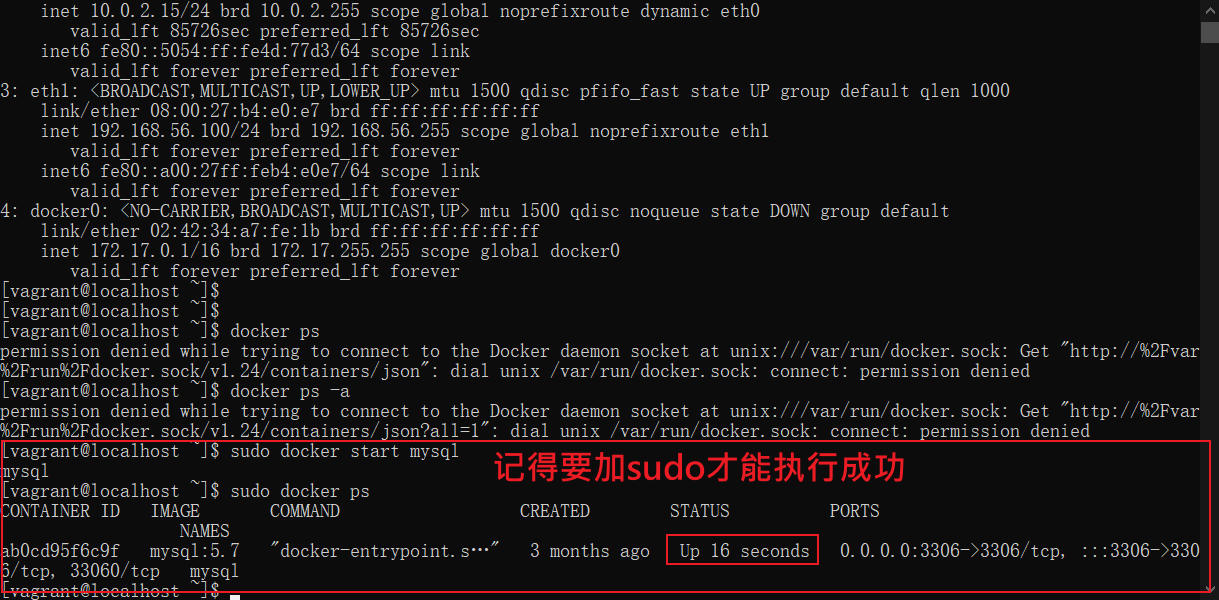 inet 10.0.2.15/24 brd 10.0.2.255 scope global noprefixroute dynamic eth0
valid_lft 85726sec preferred_lft 85726sec
inet6 fe80::5054:ff:fe4d:77d3/64 scope link
valid_lft forever preferred_lft forever
3: eth1: <BROADCAST,MULTICAST,UP,LOWER_UP> mtu 1500 qdisc pfifo_fast state UP group default qlen 1000
link/ether 08:00:27:b4:e0:e7 brd ff:ff:ff:ff:ff:ff
inet 192.168.56.100/24 brd 192.168.56.255 scope global noprefixroute eth1
valid_lft forever preferred_lft forever
inet6 fe80::a00:27ff:feb4:e0e7/64 scope link
valid_lft forever preferred_lft forever
4: docker0: <NO-CARRIER,BROADCAST,MULTICAST,UP> mtu 1500 qdisc noqueue state DOWN group default
link/ether 02:42:34:a7:fe:1b brd ff:ff:ff:ff:ff:ff
inet 172.17.0.1/16 brd 172.17.255.255 scope global docker0
valid_lft forever preferred_lft forever
[vagrant@localhost ~]$
[vagrant@localhost ~]$
[vagrant@localhost ~]$ docker ps
permission denied while trying to connect to the Docker daemon socket at unix:///var/run/docker.sock: Get "http://%2Fvar
%2Frun%2Fdocker.sock/v1.24/containers/json": dial unix /var/run/docker.sock: connect: permission denied
[vagrant@localhost ~]$ docker ps -a
permission denied while trying to connect to the Docker daemon socket at unix:///var/run/docker.sock: Get "http://%2Fvar
%2Frun%2Fdocker.sock/v1.24/containers/json?all=1": dial unix /var/run/docker.sock: connect: permission denied
[vagrant@localhost ~]$ sudo docker start mysql
mysql
记得要加sudo才能执行成功
[vagrant@localhost ~]$ sudo docker ps
CONTAINER ID IMAGE COMMAND CREATED STATUS PORTS
NAMES
ab0cd95f6c9f mysql:5.7 "docker-entrypoint.s…" 3 months ago Up 16 seconds 0.0.0.0:3306->3306/tcp, :::3306->330
6/tcp, 33060/tcp mysql
[vagrant@localhost ~]$